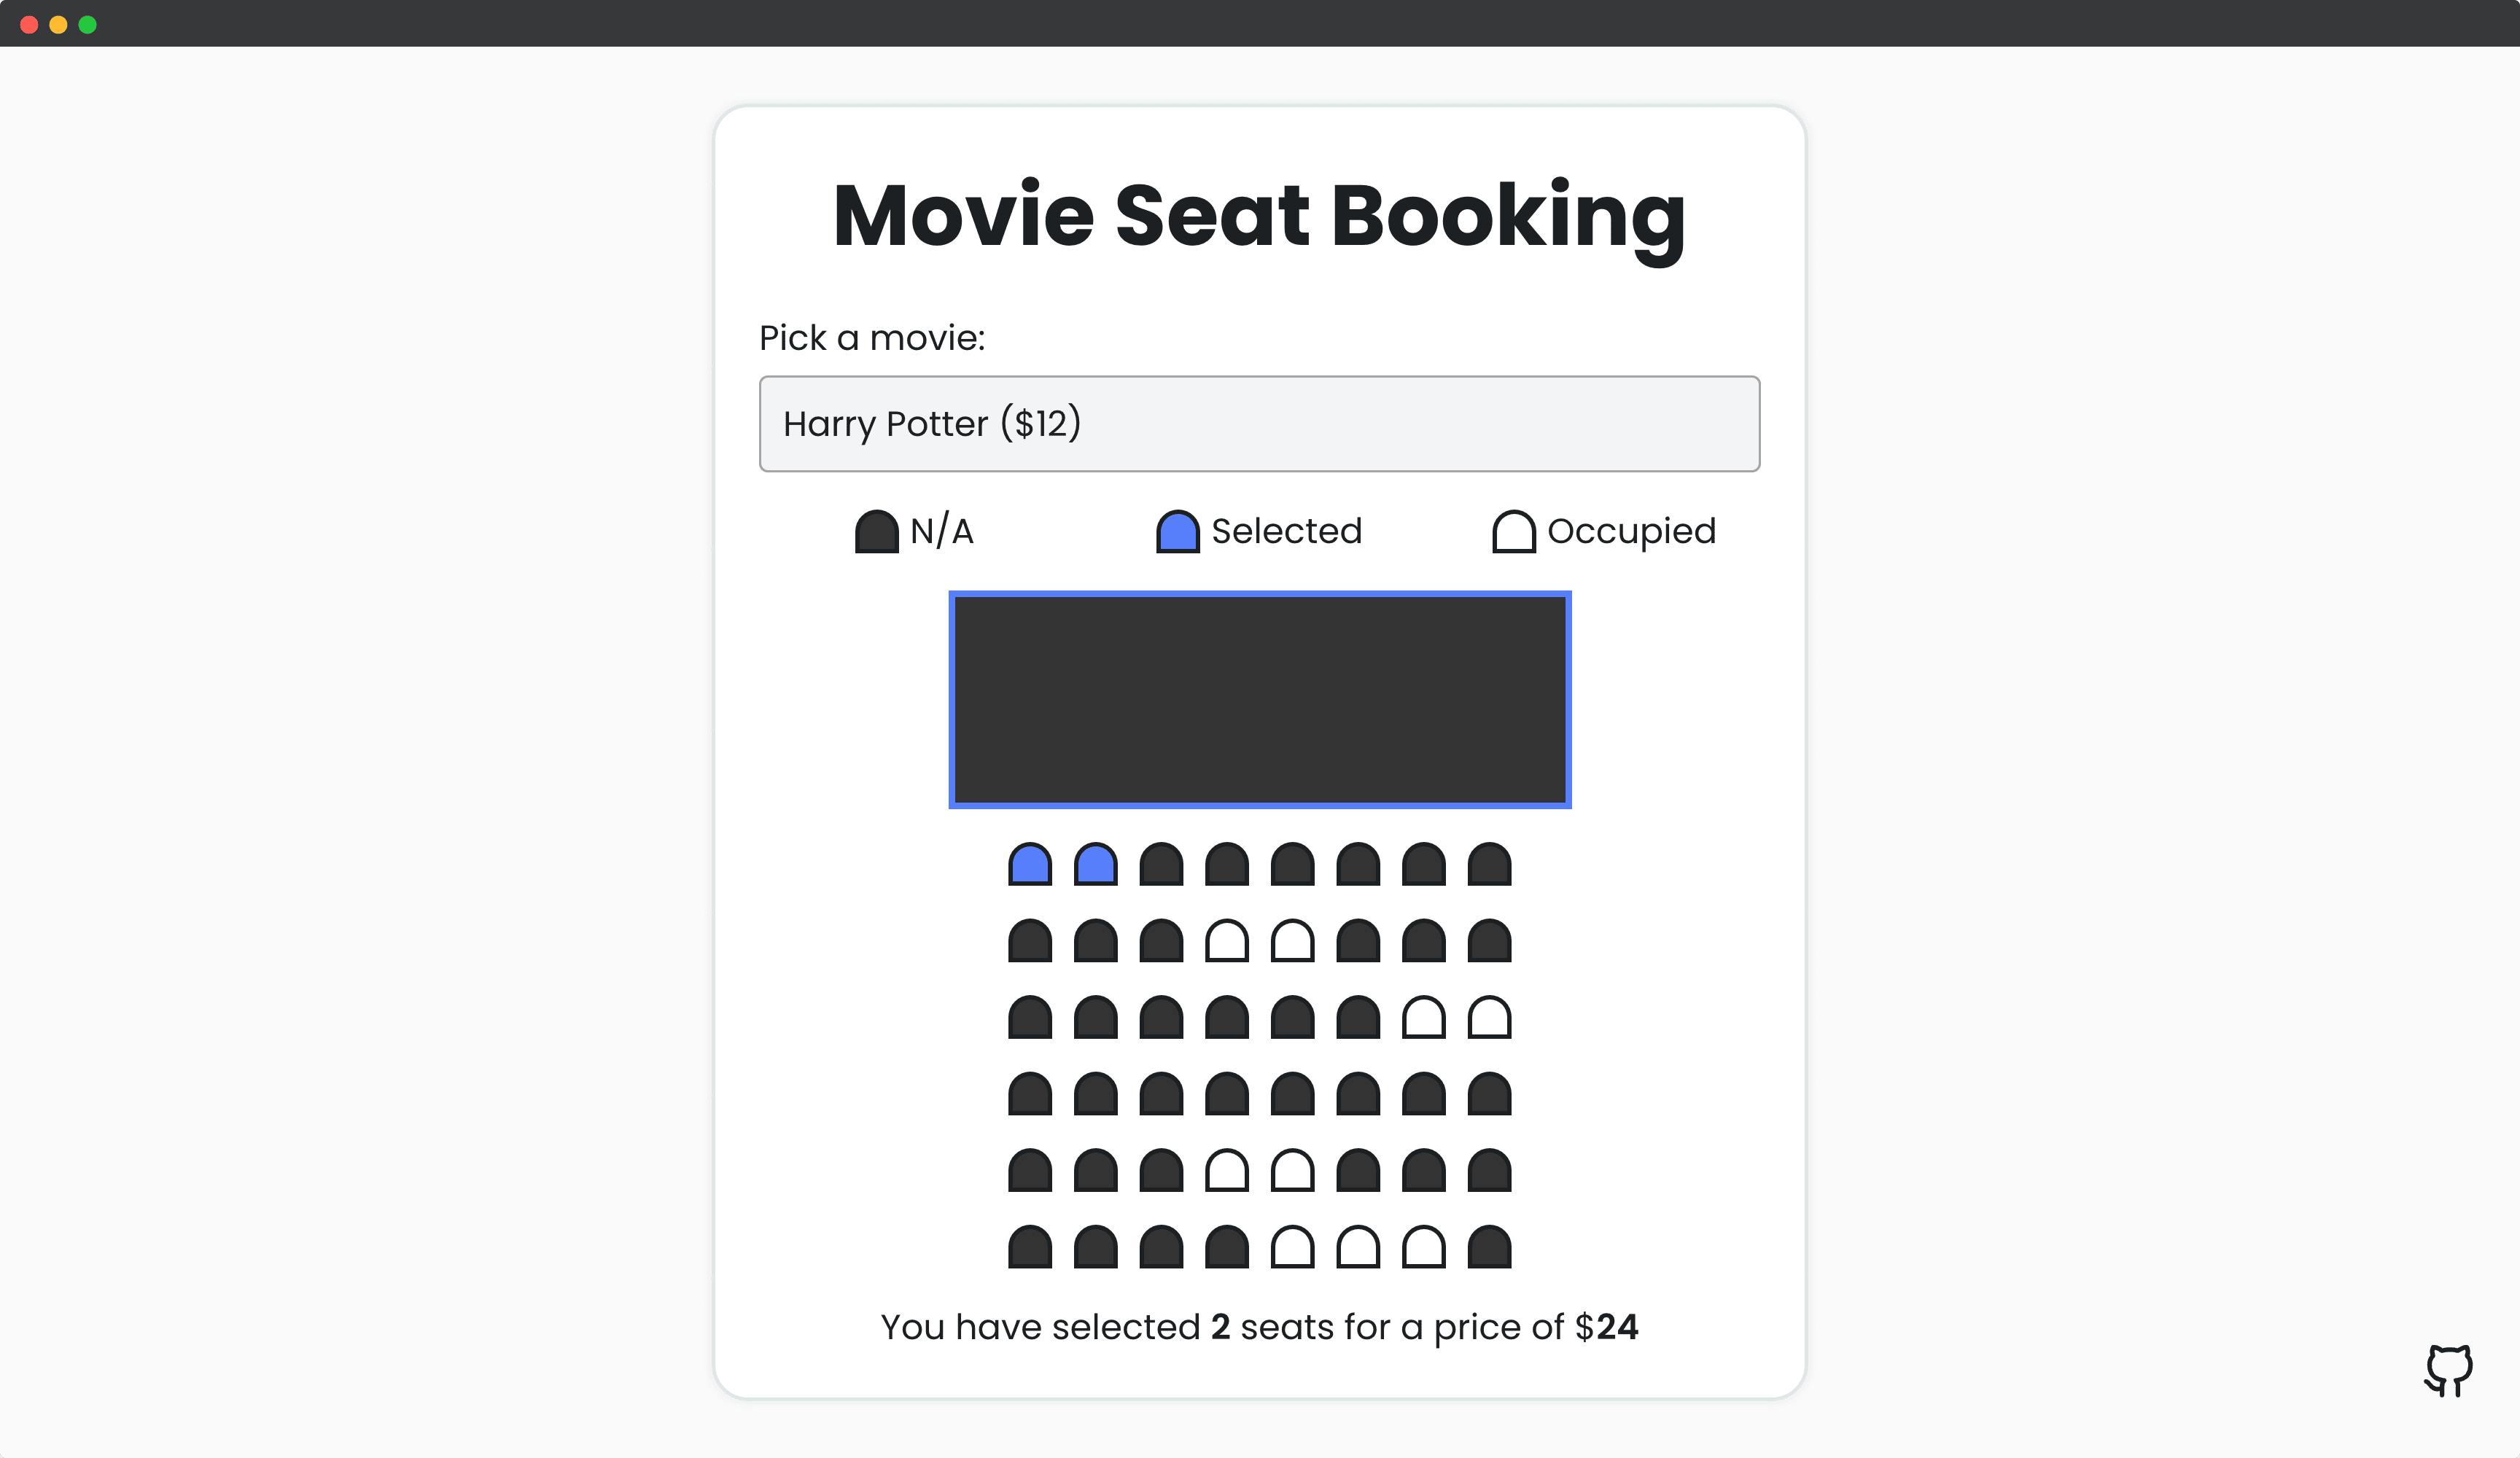 Movie Seat Booking
Pick a movie:
Harry Potter ($12)
N/A Selected Occupied
You have selected 2 seats for a price of $24